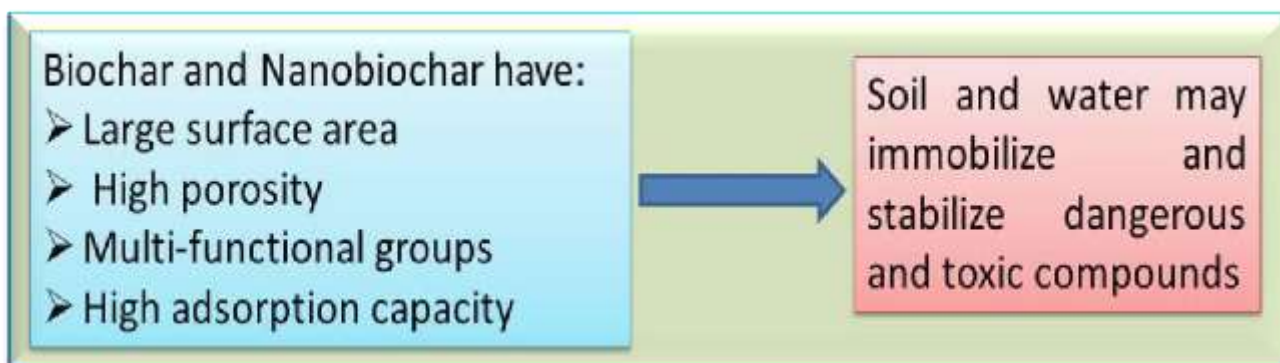 Biochar and Nanobiochar have:
➢ Large surface area
➢ High porosity
➢ Multi-functional groups
➢ High adsorption capacity
Soil and water may
immobilize and
stabilize dangerous
and toxic compounds